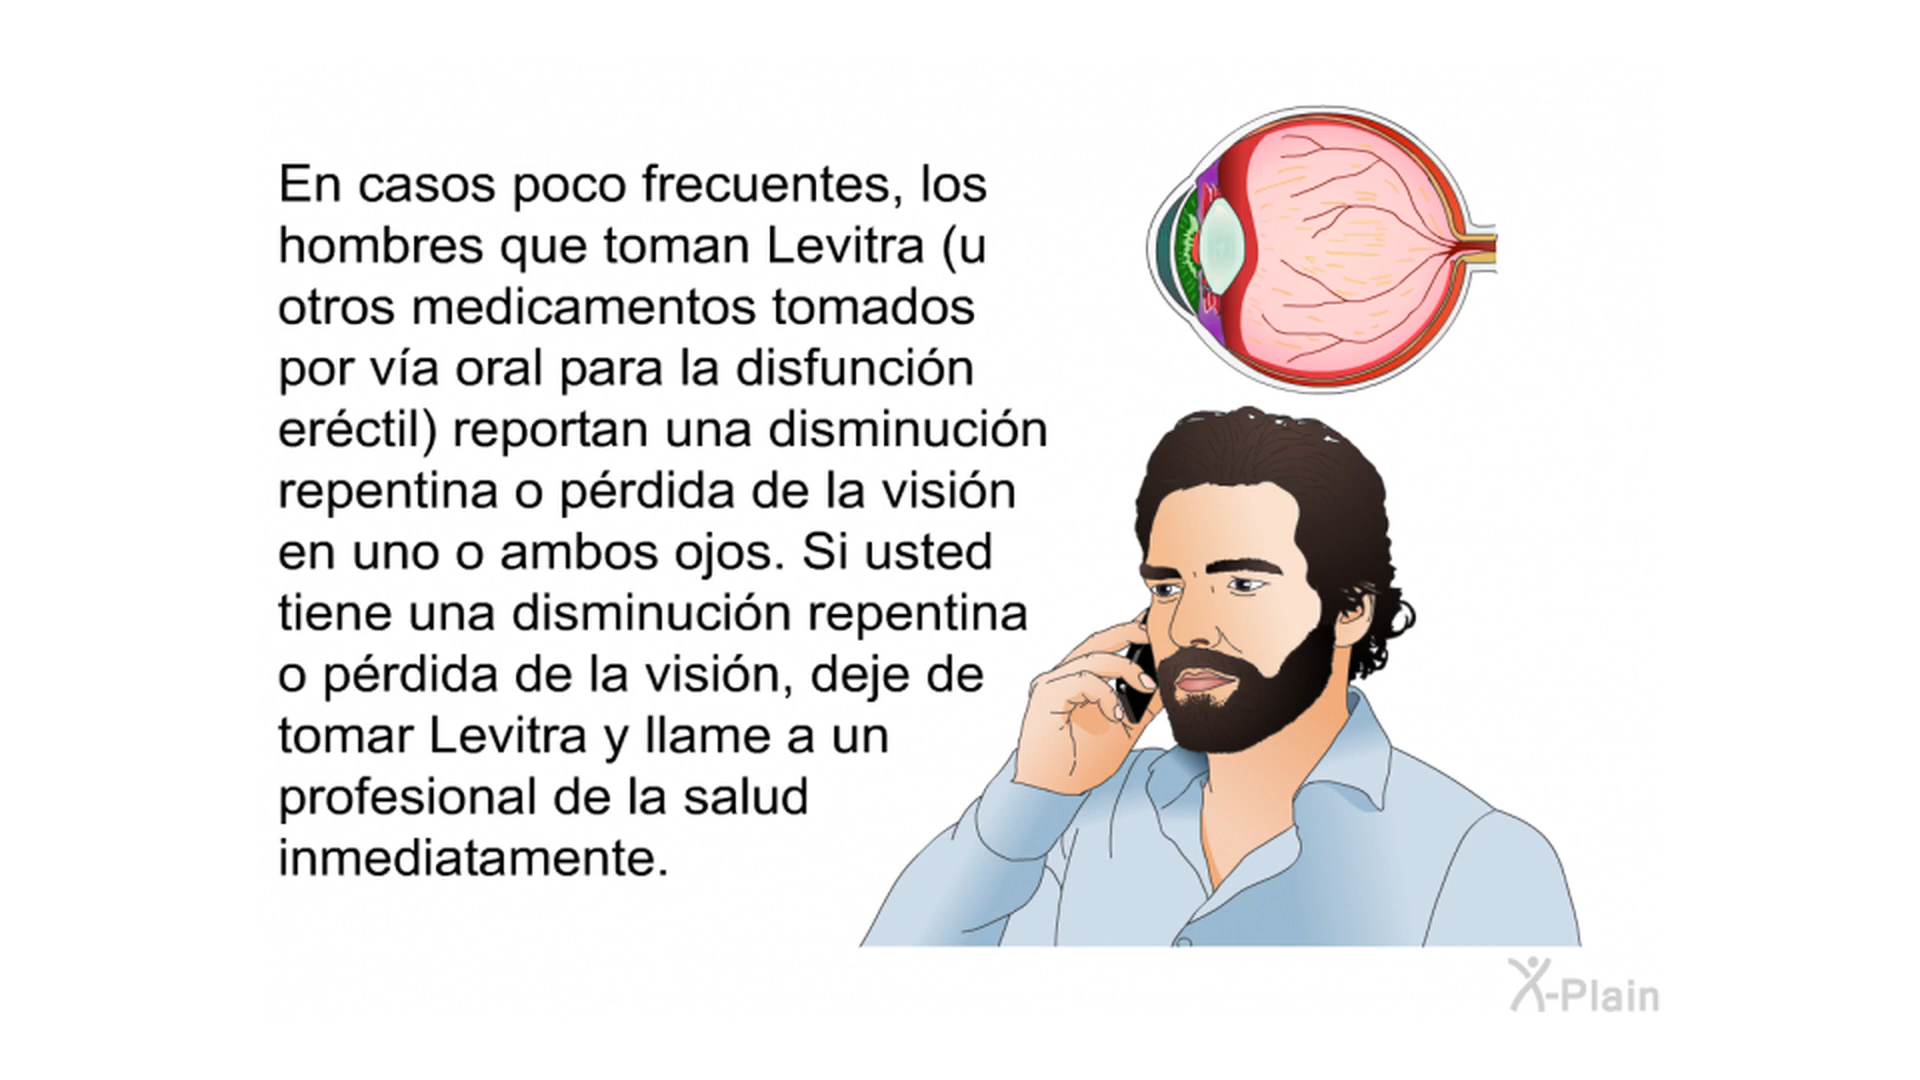 En casos poco frecuentes, los
hombres que toman Levitra (u
otros medicamentos tomados
por vía oral para la disfunción
eréctil) reportan una disminución
repentina o pérdida de la visión
en uno o ambos ojos. Si usted
tiene una disminución repentina
o pérdida de la visión, deje de
tomar Levitra y llame a un
profesional de la salud
inmediatamente.
X-Plain